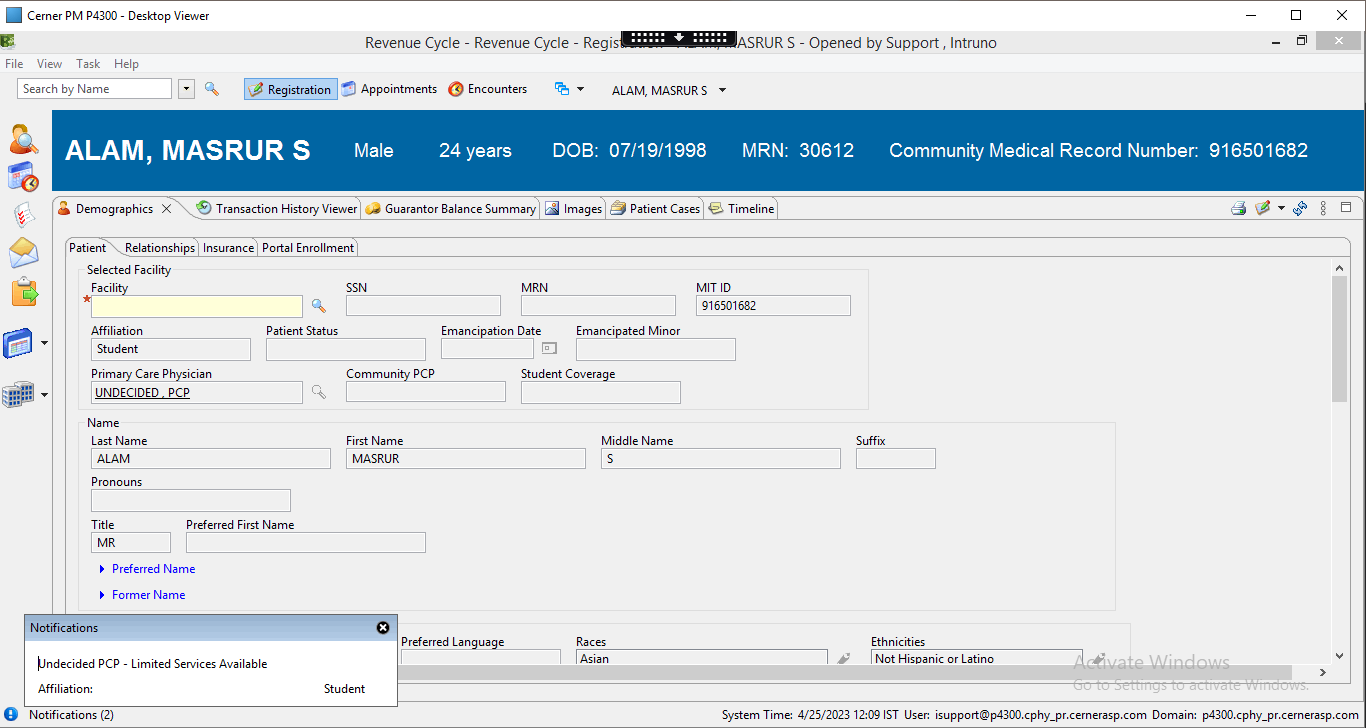 Cerner PM P4300 - Desktop Viewer
Revenue Cycle - Revenue Cycle - Regist ASRUR S - Opened by Support , Intruno
File View Task Help
Search by Name Registration Appointments Encounters ALAM, MASRUR S
ALAM, MASRUR S Male 24 years DOB: 07/19/1998 MRN: 30612 Community Medical Record Number: 916501682
Demographics Transaction History Viewer Guarantor Balance Summary Images Patient Cases Timeline
Patient Relationships Insurance Portal Enrollment
Selected Facility
Facility SSN MRN MIT ID
* 916501682
Affiliation Patient Status Emancipation Date Emancipated Minor
Student
Primary Care Physician Community PCP Student Coverage
UNDECIDED , PCP
Name
Last Name First Name Middle Name Suffix
ALAM MASRUR S
Pronouns
Title Preferred First Name
MR
Preferred Name
Former Name
Notifications
Preferred Language Races Ethnicities
Asian Not Hispanic or Latino
Undecided PCP - Limited Services Available
Affiliation: Student
Activate Windows
Go to Settings to activate Windows.
Notifications (2) System Time: 4/25/2023 12:09 IST User: isupport@p4300.cphy_pr.cernerasp.com Domain: p4300.cphy_pr.cernerasp.com